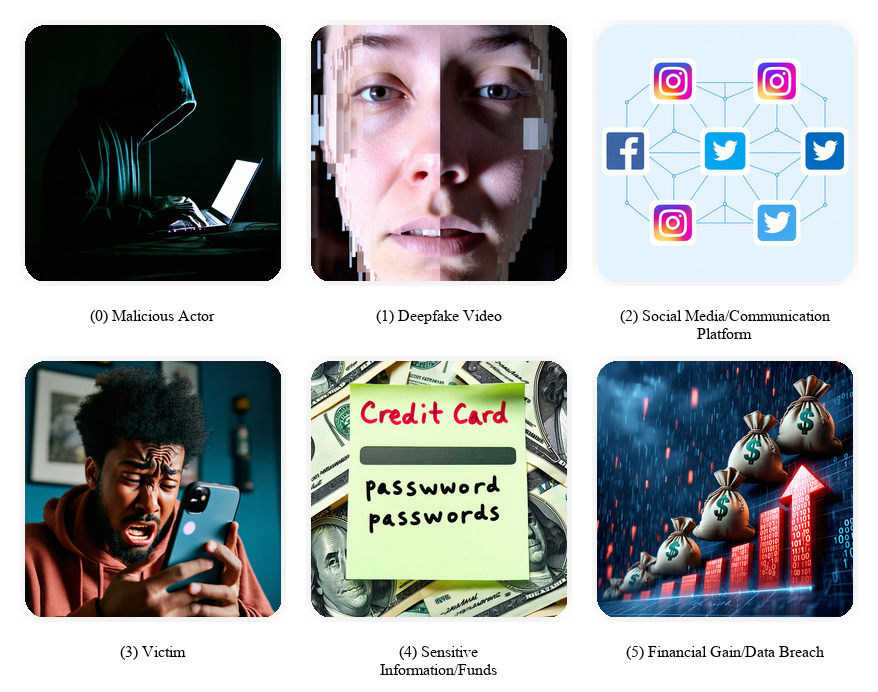 (0) Malicious Actor
(1) Deepfake Video
(2) Social Media/Communication
Platform
Credit Card
passwword
passwords
(3) Victim
(4) Sensitive
Information/Funds
(5) Financial Gain/Data Breach